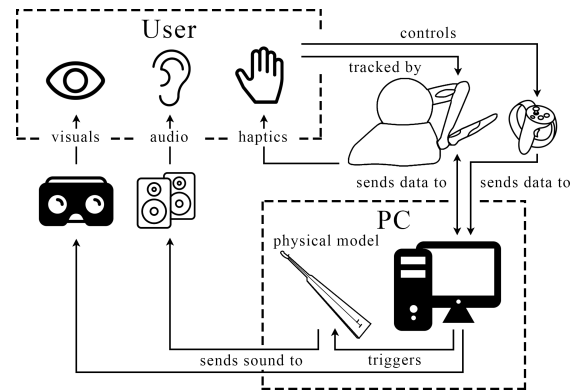 User
controls
tracked by
visuals
audio
haptics
sends data to
sends data to
PC
physical model
sends sound to
triggers